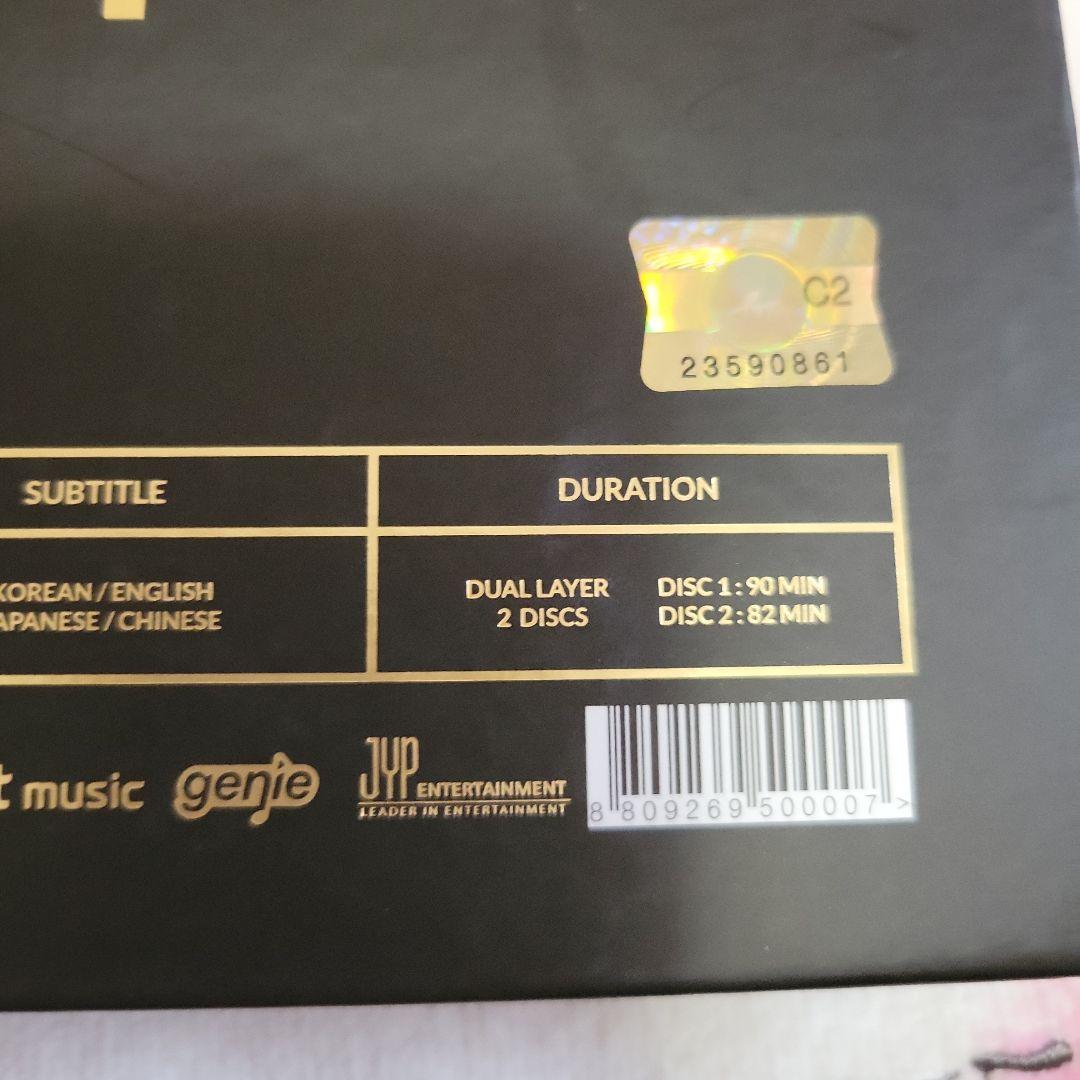 C2
23590861
SUBTITLE
DURATION
KOREAN / ENGLISH
APANESE / CHINESE
DUAL LAYER
2 DISCS
DISC 1 : 90 MIN
DISC 2 : 82 MIN
t music
genie
JYP ENTERTAINMENT
LEADER IN ENTERTAINMENT
8 809269 500007 >